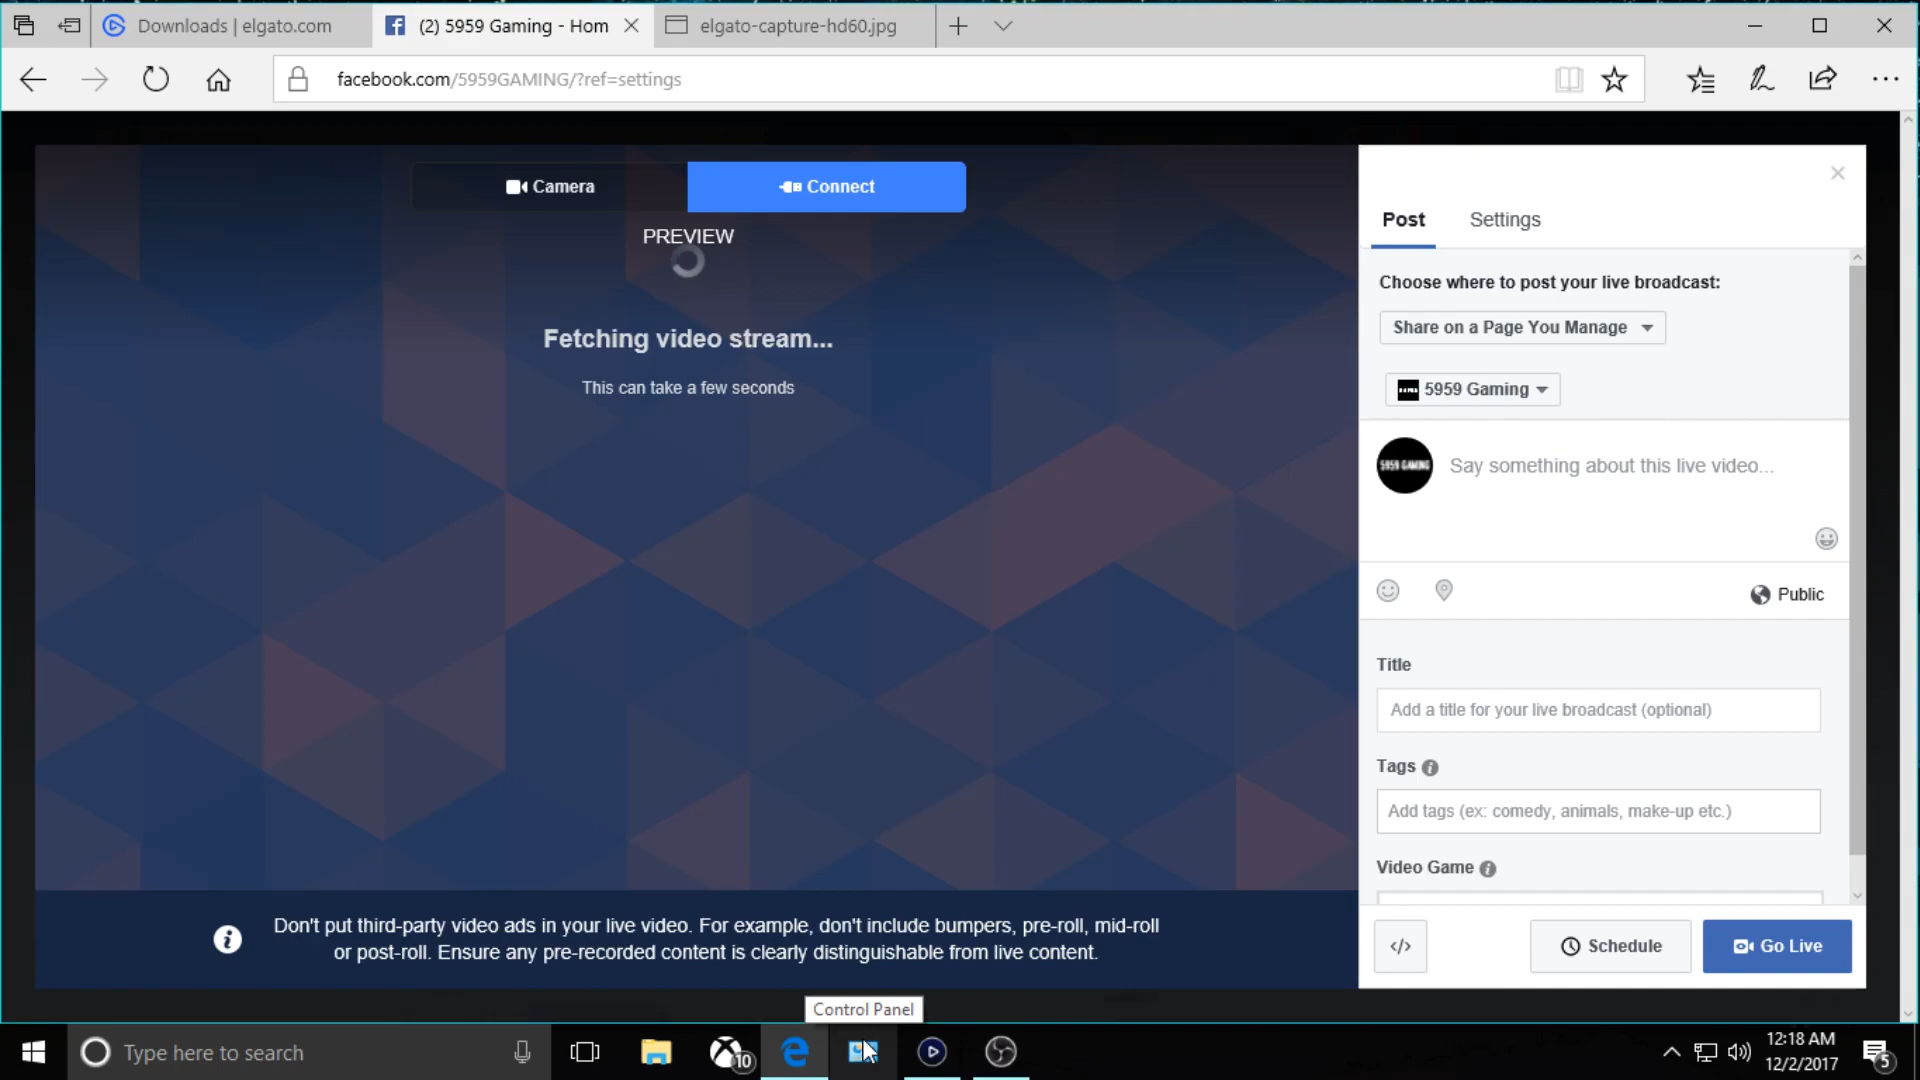 Downloads | elgato.com
(2) 5959 Gaming - Hom
elgato-capture-hd60.jpg
facebook.com/5959GAMING/?ref=settings
Camera
Connect
PREVIEW
Fetching video stream...
This can take a few seconds
Don't put third-party video ads in your live video. For example, don't include bumpers, pre-roll, mid-roll
or post-roll. Ensure any pre-recorded content is clearly distinguishable from live content.
Post
Settings
Choose where to post your live broadcast:
Share on a Page You Manage
5959 Gaming
5959 GAMING
Say something about this live video...
Public
Title
Add a title for your live broadcast (optional)
Tags
Add tags (ex: comedy, animals, make-up etc.)
Video Game
</>
Schedule
Go Live
Control Panel
Type here to search
10
12:18 AM
12/2/2017
5